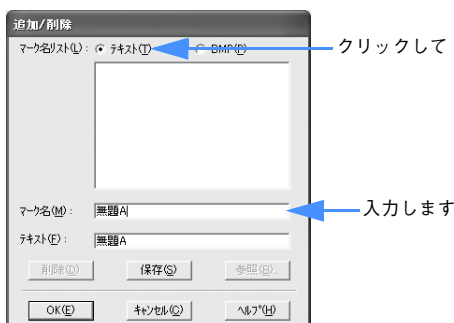 追加/削除
マーク名リスト(L): テキスト(T) BMP(P) クリックして
マーク名(M): 無題A 入力します
テキスト(F): 無題A
削除(D) 保存(S) 参照(B)...
OK(E) キャンセル(C) ヘルプ(H)